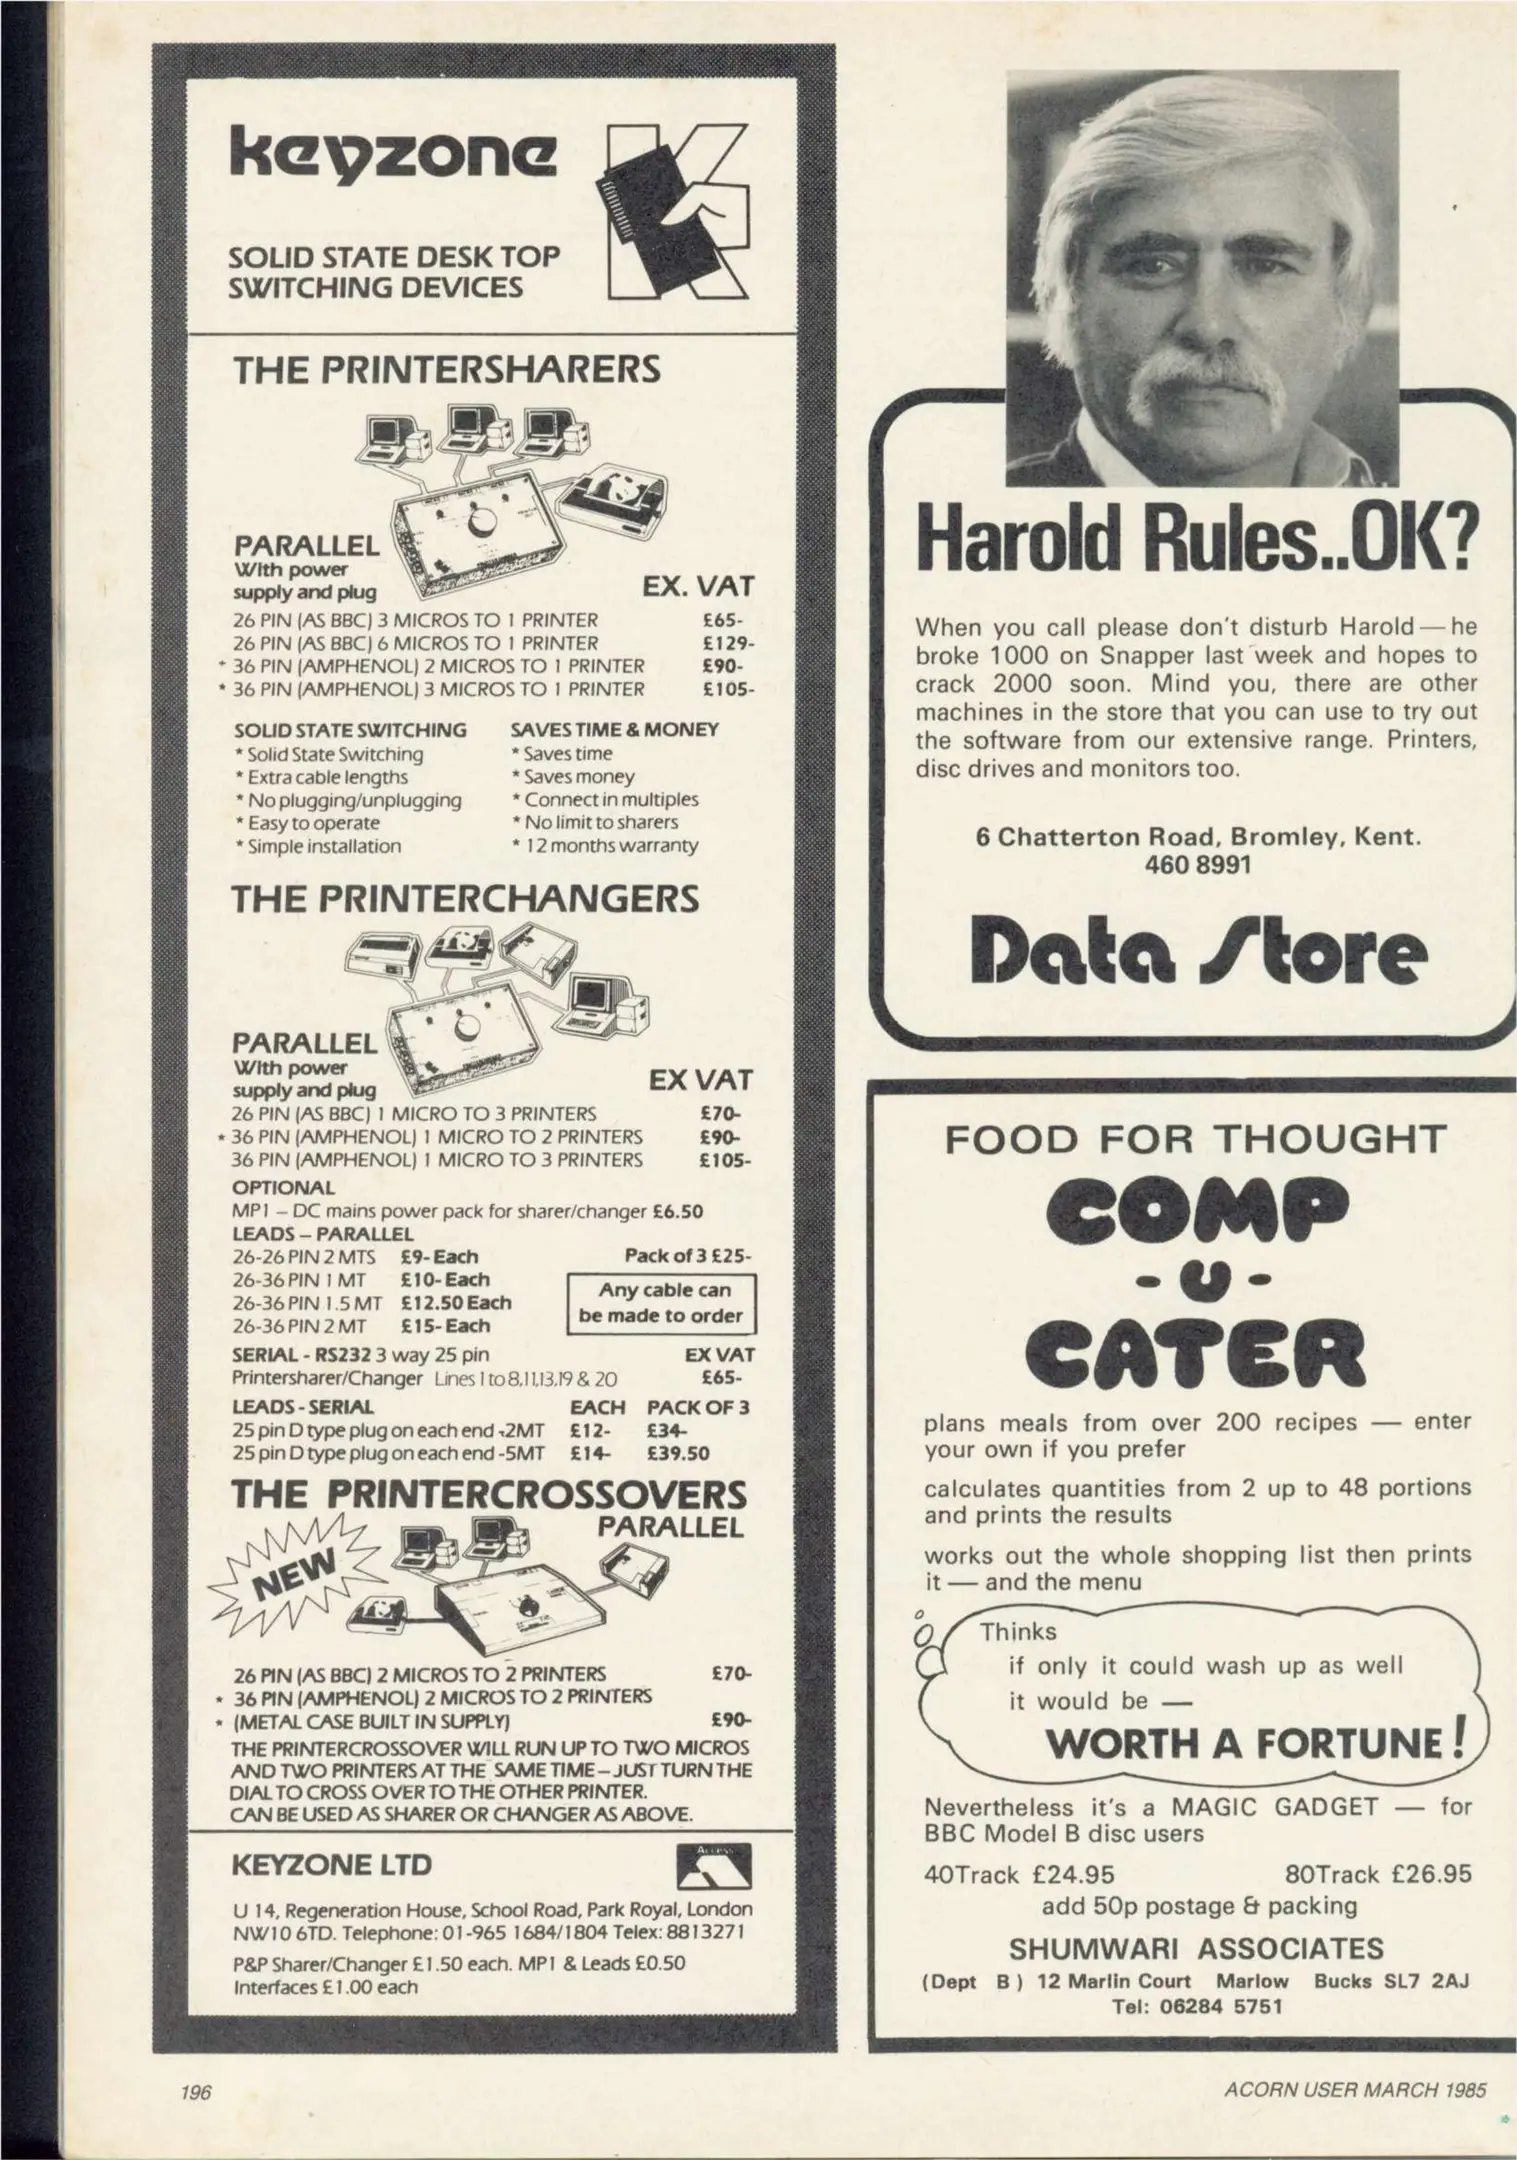 keyzone
SOLID STATE DESK TOP
SWITCHING DEVICES
THE PRINTERSHARERS
PARALLEL
With power
supply and plug
EX. VAT
26 PIN (AS BBC) 3 MICROS TO 1 PRINTER £65-
26 PIN (AS BBC) 6 MICROS TO 1 PRINTER £129-
* 36 PIN (AMPHENOL) 2 MICROS TO 1 PRINTER £90-
* 36 PIN (AMPHENOL) 3 MICROS TO 1 PRINTER £105-
SOLID STATE SWITCHING
* Solid State Switching
* Extra cable lengths
* No plugging/unplugging
* Easy to operate
* Simple installation
SAVES TIME & MONEY
* Saves time
* Saves money
* Connect in multiples
* No limit to sharers
* 12 months warranty
THE PRINTERCHANGERS
PARALLEL
With power
supply and plug
EX VAT
26 PIN (AS BBC) 1 MICRO TO 3 PRINTERS £70-
* 36 PIN (AMPHENOL) 1 MICRO TO 2 PRINTERS £90-
36 PIN (AMPHENOL) 1 MICRO TO 3 PRINTERS £105-
OPTIONAL
MP1 – DC mains power pack for sharer/changer £6.50
LEADS – PARALLEL
26-26 PIN 2 MTS £9- Each Pack of 3 £25-
26-36 PIN 1 MT £10- Each
26-36 PIN 1.5 MT £12.50 Each
26-36 PIN 2 MT £15- Each
Any cable can
be made to order
SERIAL - RS232 3 way 25 pin EX VAT
Printersharer/Changer Lines 1 to 8,11,13,19 & 20 £65-
LEADS - SERIAL EACH PACK OF 3
25 pin D type plug on each end -2MT £12- £34-
25 pin D type plug on each end -5MT £14- £39.50
THE PRINTERCROSSOVERS
PARALLEL
NEW
26 PIN (AS BBC) 2 MICROS TO 2 PRINTERS £70-
* 36 PIN (AMPHENOL) 2 MICROS TO 2 PRINTERS
* (METAL CASE BUILT IN SUPPLY) £90-
THE PRINTERCROSSOVER WILL RUN UP TO TWO MICROS
AND TWO PRINTERS AT THE SAME TIME – JUST TURN THE
DIAL TO CROSS OVER TO THE OTHER PRINTER.
CAN BE USED AS SHARER OR CHANGER AS ABOVE.
KEYZONE LTD
Access
U 14, Regeneration House, School Road, Park Royal, London
NW10 6TD. Telephone: 01-965 1684/1804 Telex: 8813271
P&P Sharer/Changer £1.50 each. MP1 & Leads £0.50
Interfaces £1.00 each
Harold Rules..OK?
When you call please don't disturb Harold — he
broke 1000 on Snapper last week and hopes to
crack 2000 soon. Mind you, there are other
machines in the store that you can use to try out
the software from our extensive range. Printers,
disc drives and monitors too.
6 Chatterton Road, Bromley, Kent.
460 8991
Data Store
FOOD FOR THOUGHT
COMP
- U -
CATER
plans meals from over 200 recipes — enter
your own if you prefer
calculates quantities from 2 up to 48 portions
and prints the results
works out the whole shopping list then prints
it — and the menu
Thinks
if only it could wash up as well
it would be —
WORTH A FORTUNE!
Nevertheless it's a MAGIC GADGET — for
BBC Model B disc users
40Track £24.95 80Track £26.95
add 50p postage & packing
SHUMWARI ASSOCIATES
(Dept B) 12 Marlin Court Marlow Bucks SL7 2AJ
Tel: 06284 5751
196
ACORN USER MARCH 1985